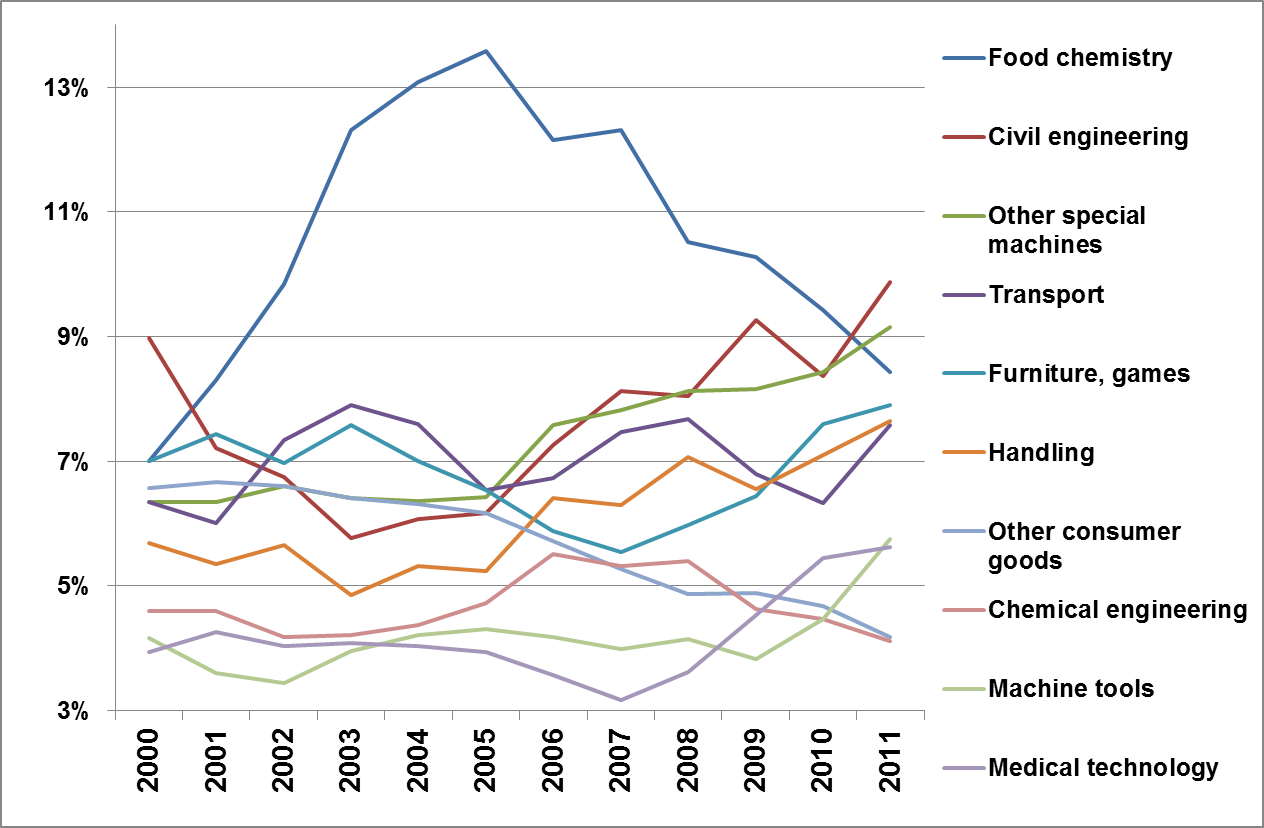 13%
11%
9%
7%
5%
3%
2000
2001
2002
2003
2004
2005
2006
2007
2008
2009
2010
2011
Food chemistry
Civil engineering
Other special
machines
Transport
Furniture, games
Handling
Other consumer
goods
Chemical engineering
Machine tools
Medical technology